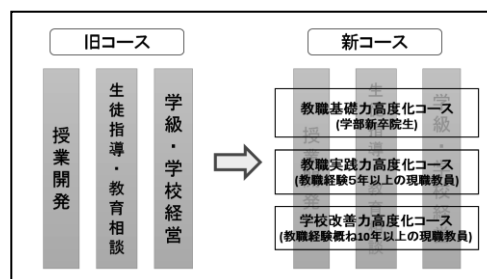 旧コース
授業開発
生徒指導・教育相談
学級・学校経営
新コース
教職基礎力高度化コース
(学部新卒院生)
教職実践力高度化コース
(教職経験5年以上の現職教員)
学校改善力高度化コース
(教職経験概ね10年以上の現職教員)